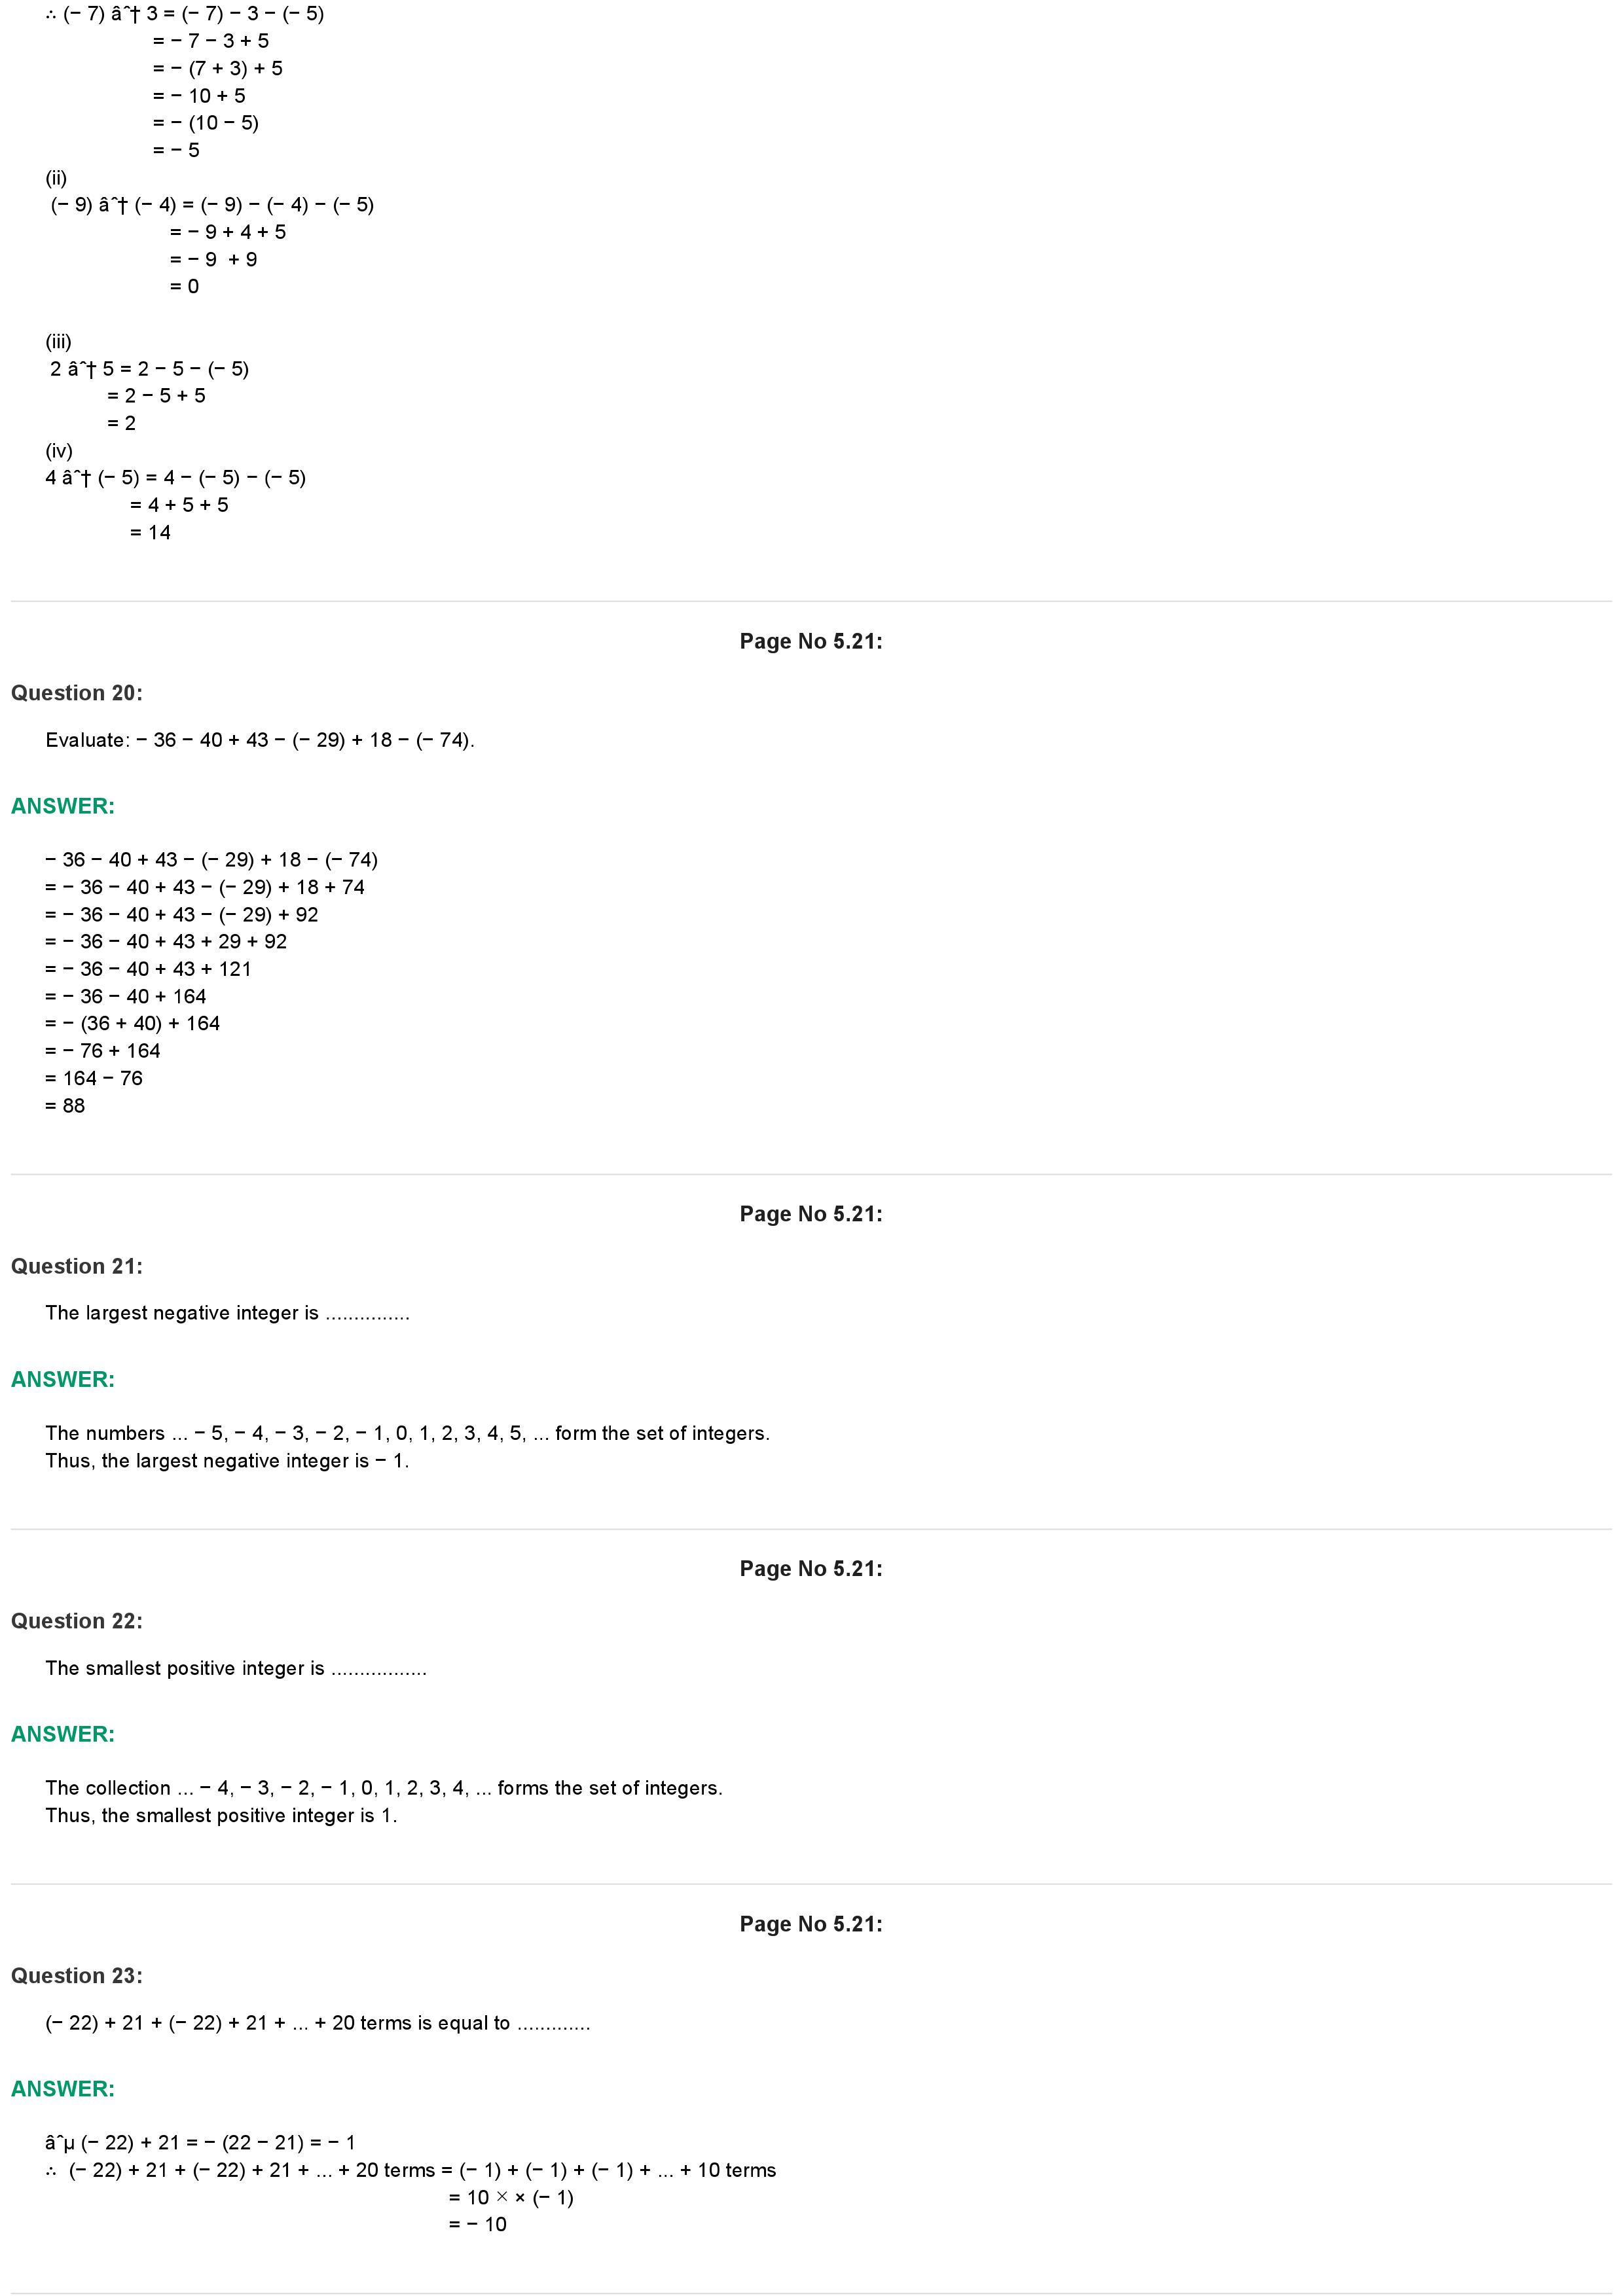 ∴ (− 7) âˆ† 3 = (− 7) − 3 − (− 5)
= − 7 − 3 + 5
= − (7 + 3) + 5
= − 10 + 5
= − (10 − 5)
= − 5
(ii)
(− 9) âˆ† (− 4) = (− 9) − (− 4) − (− 5)
= − 9 + 4 + 5
= − 9 + 9
= 0
(iii)
2 âˆ† 5 = 2 − 5 − (− 5)
= 2 − 5 + 5
= 2
(iv)
4 âˆ† (− 5) = 4 − (− 5) − (− 5)
= 4 + 5 + 5
= 14
Page No 5.21:
Question 20:
Evaluate: − 36 − 40 + 43 − (− 29) + 18 − (− 74).
ANSWER:
− 36 − 40 + 43 − (− 29) + 18 − (− 74)
= − 36 − 40 + 43 − (− 29) + 18 + 74
= − 36 − 40 + 43 − (− 29) + 92
= − 36 − 40 + 43 + 29 + 92
= − 36 − 40 + 43 + 121
= − 36 − 40 + 164
= − (36 + 40) + 164
= − 76 + 164
= 164 − 76
= 88
Page No 5.21:
Question 21:
The largest negative integer is ...............
ANSWER:
The numbers ... − 5, − 4, − 3, − 2, − 1, 0, 1, 2, 3, 4, 5, ... form the set of integers.
Thus, the largest negative integer is − 1.
Page No 5.21:
Question 22:
The smallest positive integer is .................
ANSWER:
The collection ... − 4, − 3, − 2, − 1, 0, 1, 2, 3, 4, ... forms the set of integers.
Thus, the smallest positive integer is 1.
Page No 5.21:
Question 23:
(− 22) + 21 + (− 22) + 21 + ... + 20 terms is equal to .............
ANSWER:
âˆµ (− 22) + 21 = − (22 − 21) = − 1
∴ (− 22) + 21 + (− 22) + 21 + ... + 20 terms = (− 1) + (− 1) + (− 1) + ... + 10 terms
= 10 × × (− 1)
= − 10